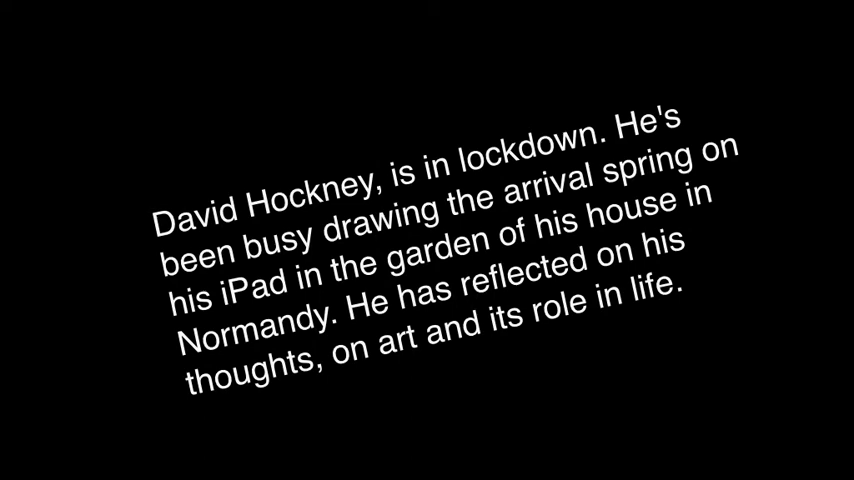 David Hockney, is in lockdown. He's
been busy drawing the arrival spring on
his iPad in the garden of his house in
Normandy. He has reflected on his
thoughts, on art and its role in life.